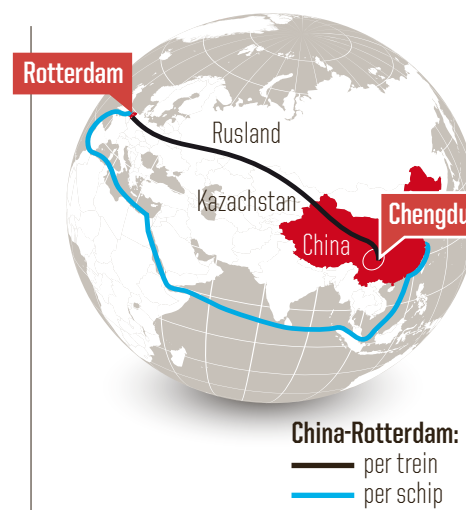 Rotterdam
Rusland
Kazachstan
Chengdu
China
China-Rotterdam:
per trein
per schip